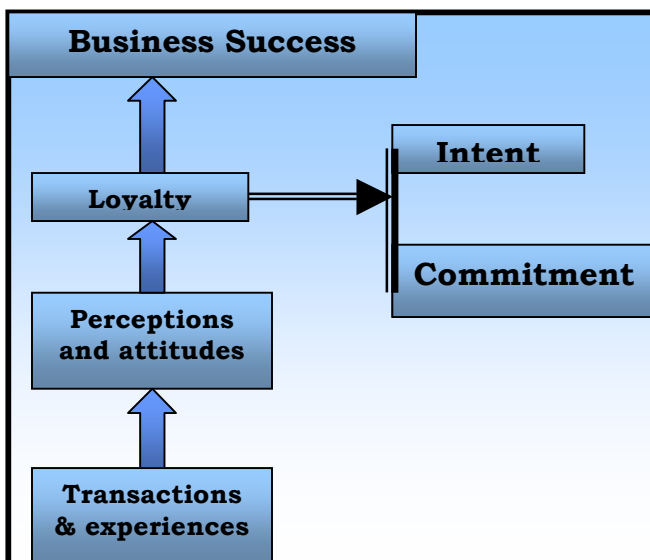 Business Success
Intent
Loyalty
Commitment
Perceptions
and attitudes
Transactions
& experiences